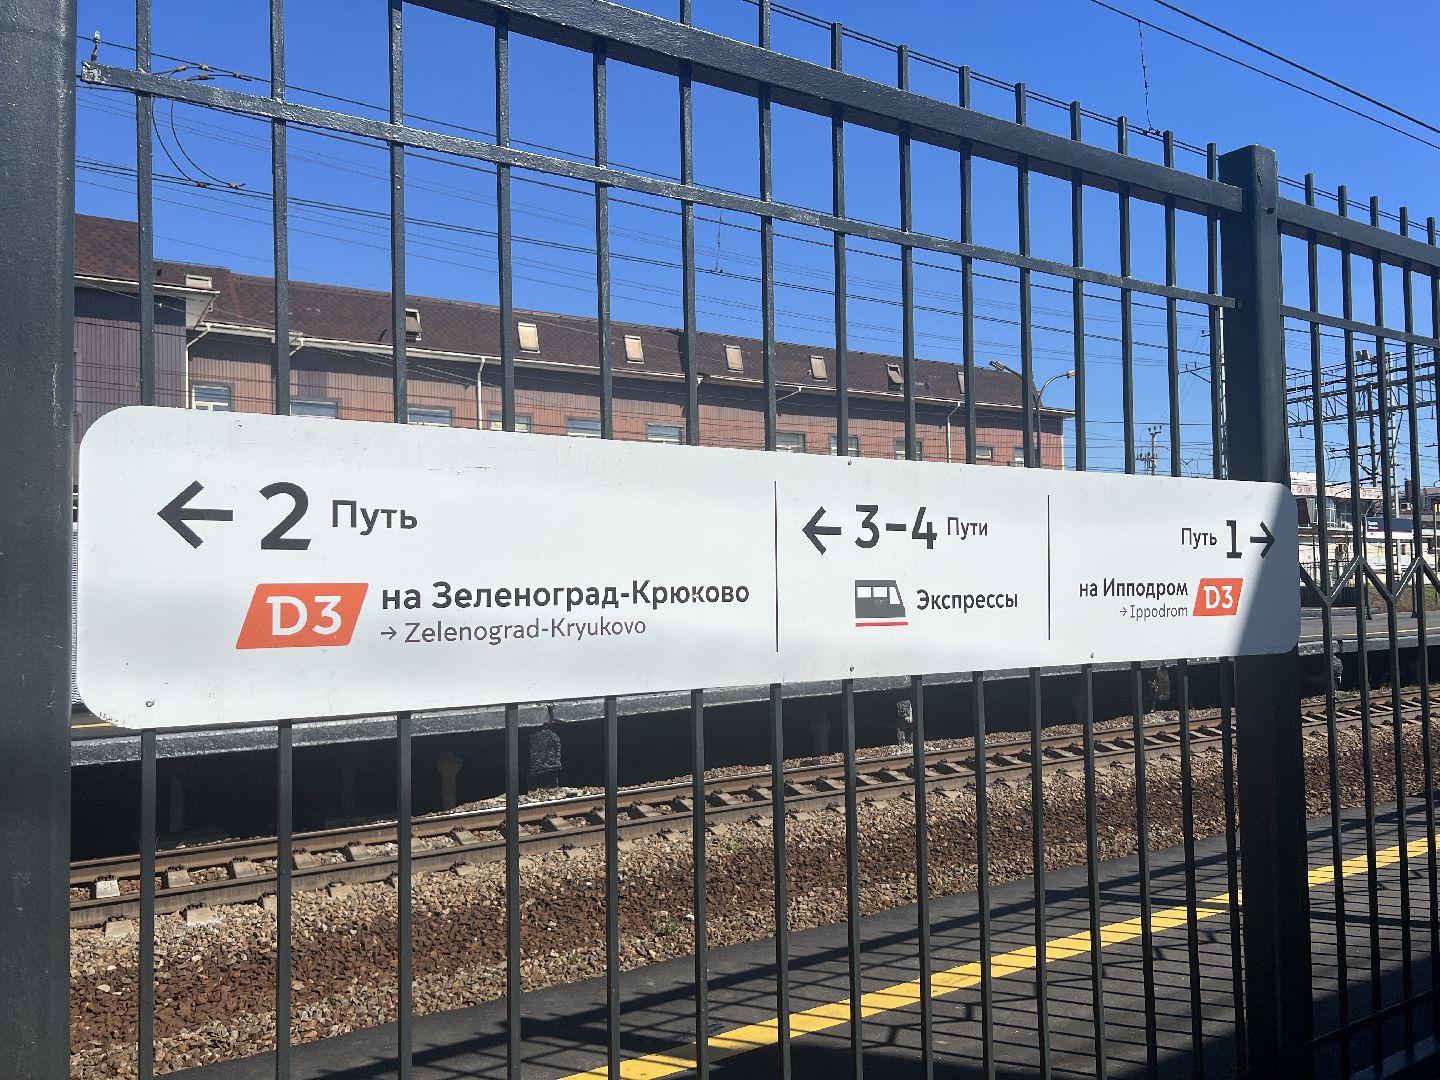 ← 2 Путь
D3 на Зеленоград-Крюково
→ Zelenograd-Kryukovo
← 3–4 Пути
Экспрессы
Путь 1 →
на Ипподром D3
→ Ippodrom